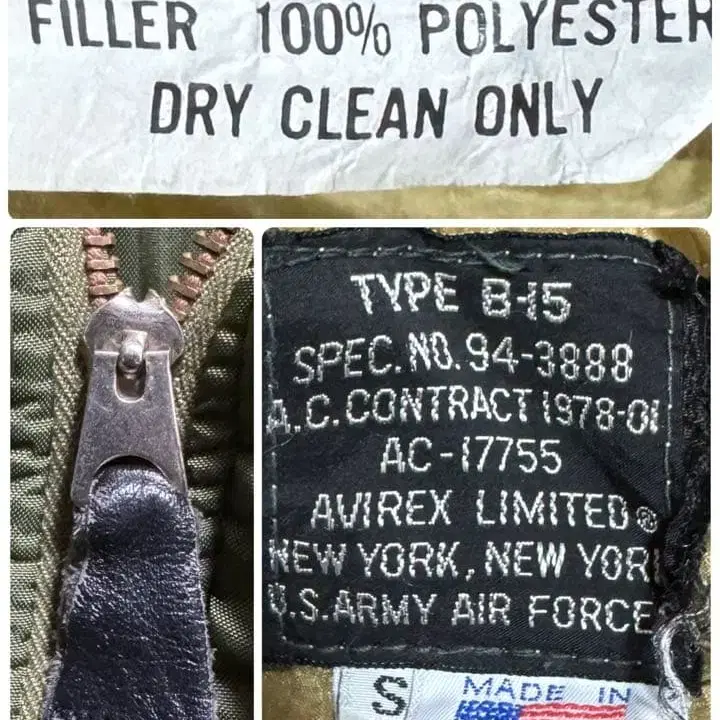 FILLER 100% POLYESTER
DRY CLEAN ONLY
TYPE B-15
SPEC. NO. 94-3888
A.C. CONTRACT 1978-01
AC-17755
AVIREX LIMITED®
NEW YORK, NEW YOR
U.S. ARMY AIR FORCE
S
MADE IN